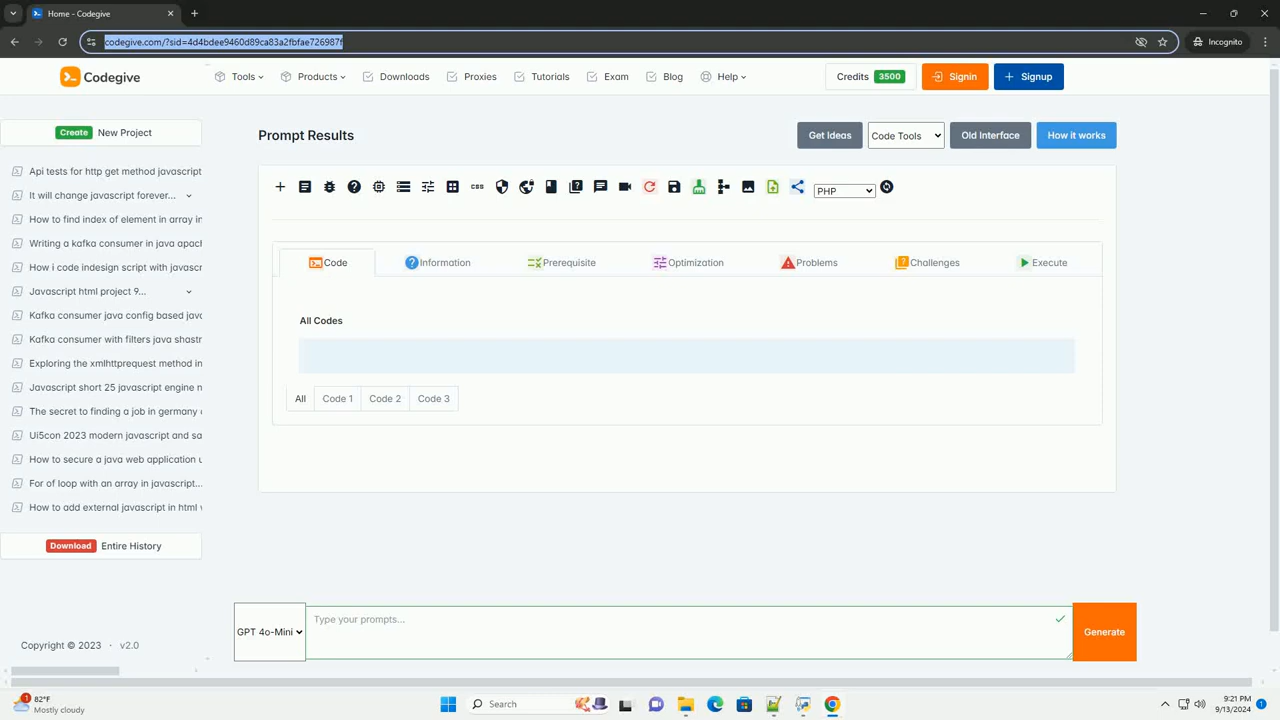 Home - Codegive
codegive.com/?sid=4d4bdee9460d89ca83a2fbfae726987f
Incognito
Codegive
Tools
Products
Downloads
Proxies
Tutorials
Exam
Blog
Help
Credits 3500
Signin
Signup
Create New Project
Prompt Results
Get Ideas
Code Tools
Old Interface
How it works
Api tests for http get method javascript
It will change javascript forever...
How to find index of element in array in
Writing a kafka consumer in java apac
How i code indesign script with javascr
Javascript html project 9...
Kafka consumer java config based java
Kafka consumer with filters java shastr
Exploring the xmlhttprequest method in
Javascript short 25 javascript engine n
The secret to finding a job in germany
Ui5con 2023 modern javascript and sa
How to secure a java web application u
For of loop with an array in javascript...
How to add external javascript in html
Download Entire History
CSS
PHP
Code
Information
Prerequisite
Optimization
Problems
Challenges
Execute
All Codes
All
Code 1
Code 2
Code 3
GPT 4o-Mini
Type your prompts...
Generate
Copyright © 2023 · v2.0
1
82°F
Mostly cloudy
Search
9:21 PM
9/13/2024
1